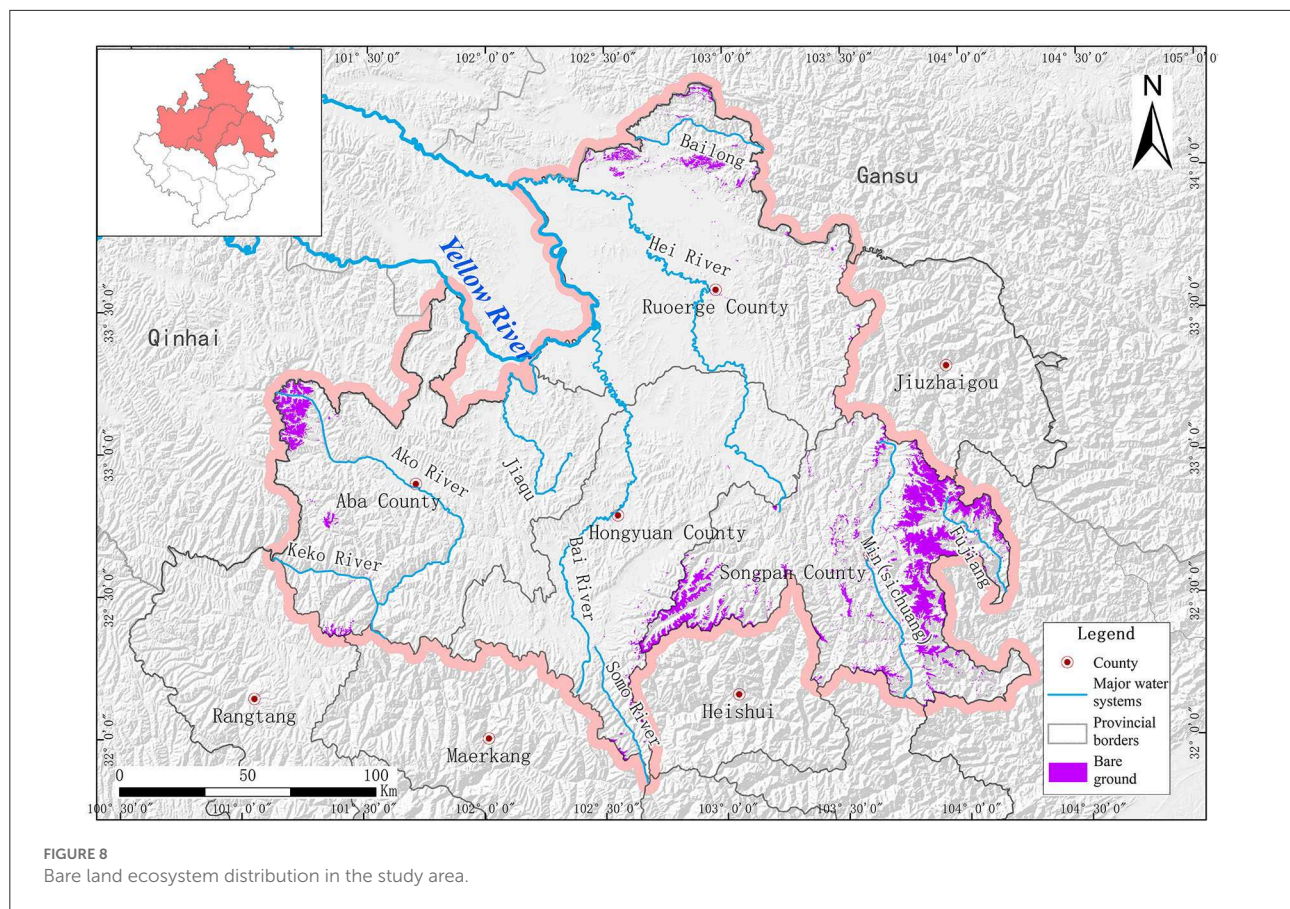 101° 30′ 0″
102° 0′ 0″
102° 30′ 0″
103° 0′ 0″
103° 30′ 0″
104° 0′ 0″
104° 30′ 0″
105° 0′ 0″
N
Bailong
Gansu
34° 0′ 0″
34° 0′ 0″
Hei River
Yellow River
Ruoerge County
33° 30′ 0″
33° 30′ 0″
Qinhai
Jiuzhaigou
33° 0′ 0″
33° 0′ 0″
Ako River
Jiaqu
Aba County
Hongyuan County
Keko River
Bai River
Songpan County
Min(sichuang)
Fujiang
32° 30′ 0″
32° 30′ 0″
Somo River
Rangtang
Heishui
Maerkang
32° 0′ 0″
32° 0′ 0″
Legend
County
Major water
systems
Provincial
borders
Bare
ground
0 50 100
Km
100° 30′ 0″
101° 0′ 0″
101° 30′ 0″
102° 0′ 0″
102° 30′ 0″
103° 0′ 0″
103° 30′ 0″
104° 0′ 0″
104° 30′ 0″
FIGURE 8
Bare land ecosystem distribution in the study area.